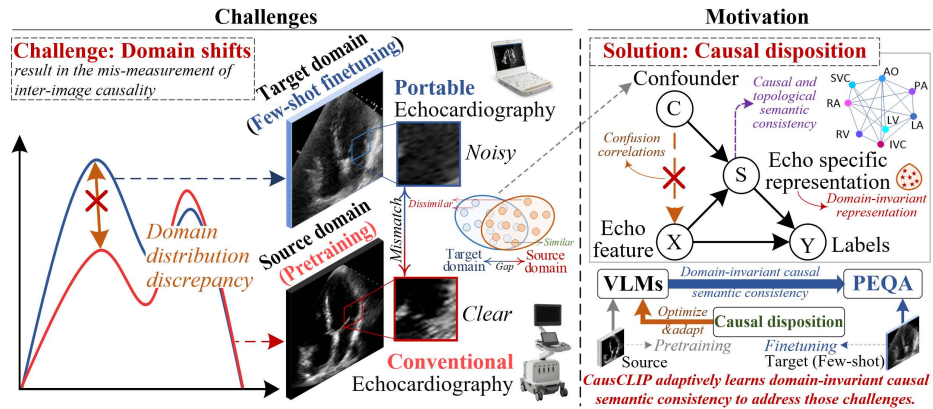 Challenges
Challenge: Domain shifts
result in the mis-measurement of
inter-image causality
Domain
distribution
discrepancy
Target domain
(Few-shot finetuning)
Portable
Echocardiography
Noisy
Mismatch
Source domain
(Pretraining)
Clear
Conventional
Echocardiography
Dissimilar
Similar
Target
domain
Gap
Source
domain
Motivation
Solution: Causal disposition
Confounder
C
Causal and
topological
semantic
consistency
SVC
AO
PA
RA
LV
LA
RV
IVC
Confusion
correlations
S
Echo specific
representation
Domain-invariant
representation
Echo
feature
X
Y
Labels
VLMs
Domain-invariant causal
semantic consistency
PEQA
Optimize
&adapt
Causal disposition
Pretraining
Finetuning
Source
Target (Few-shot)
CausCLIP adaptively learns domain-invariant causal
semantic consistency to address those challenges.